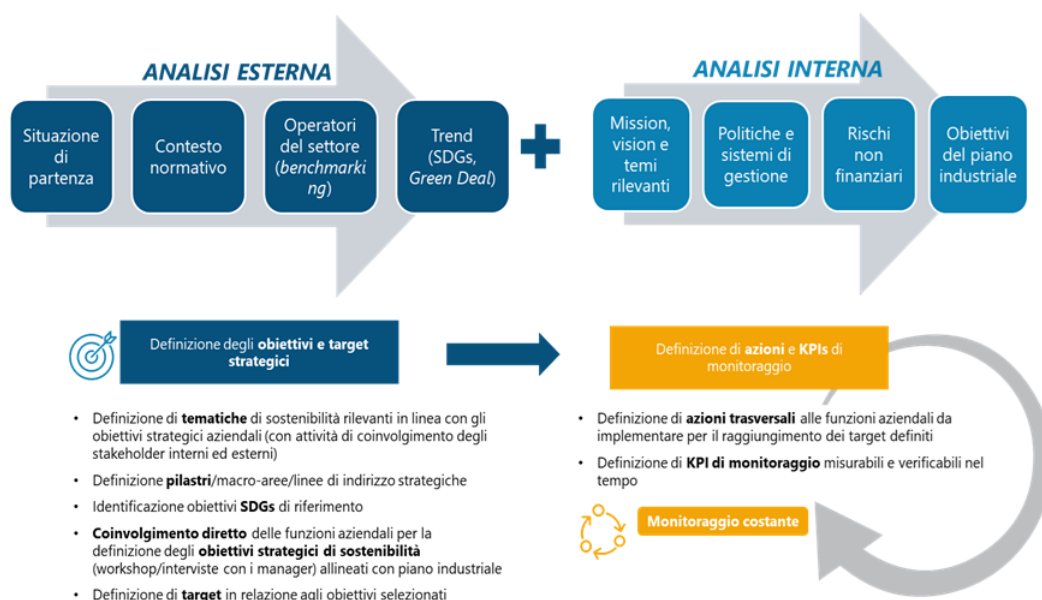 ANALISI ESTERNA
Situazione
di
partenza
Contesto
normativo
Operatori
del settore
(benchmarki
ng)
Trend
(SDGs,
Green Deal)
ANALISI INTERNA
Mission,
vision e
temi
rilevanti
Politiche e
sistemi di
gestione
Rischi
non
finanziari
Obiettivi
del piano
industriale
Definizione degli obiettivi e target
strategici
• Definizione di tematiche di sostenibilità rilevanti in linea con gli
obiettivi strategici aziendali (con attività di coinvolgimento degli
stakeholder interni ed esterni)
• Definizione pilastri/macro-aree/linee di indirizzo strategiche
• Identificazione obiettivi SDGs di riferimento
• Coinvolgimento diretto delle funzioni aziendali per la
definizione degli obiettivi strategici di sostenibilità
(workshop/interviste con i manager) allineati con piano industriale
• Definizione di target in relazione agli obiettivi selezionati
Definizione di azioni e KPIs di
monitoraggio
• Definizione di azioni trasversali alle funzioni aziendali da
implementare per il raggiungimento dei target definiti
• Definizione di KPI di monitoraggio misurabili e verificabili nel
tempo
Monitoraggio costante